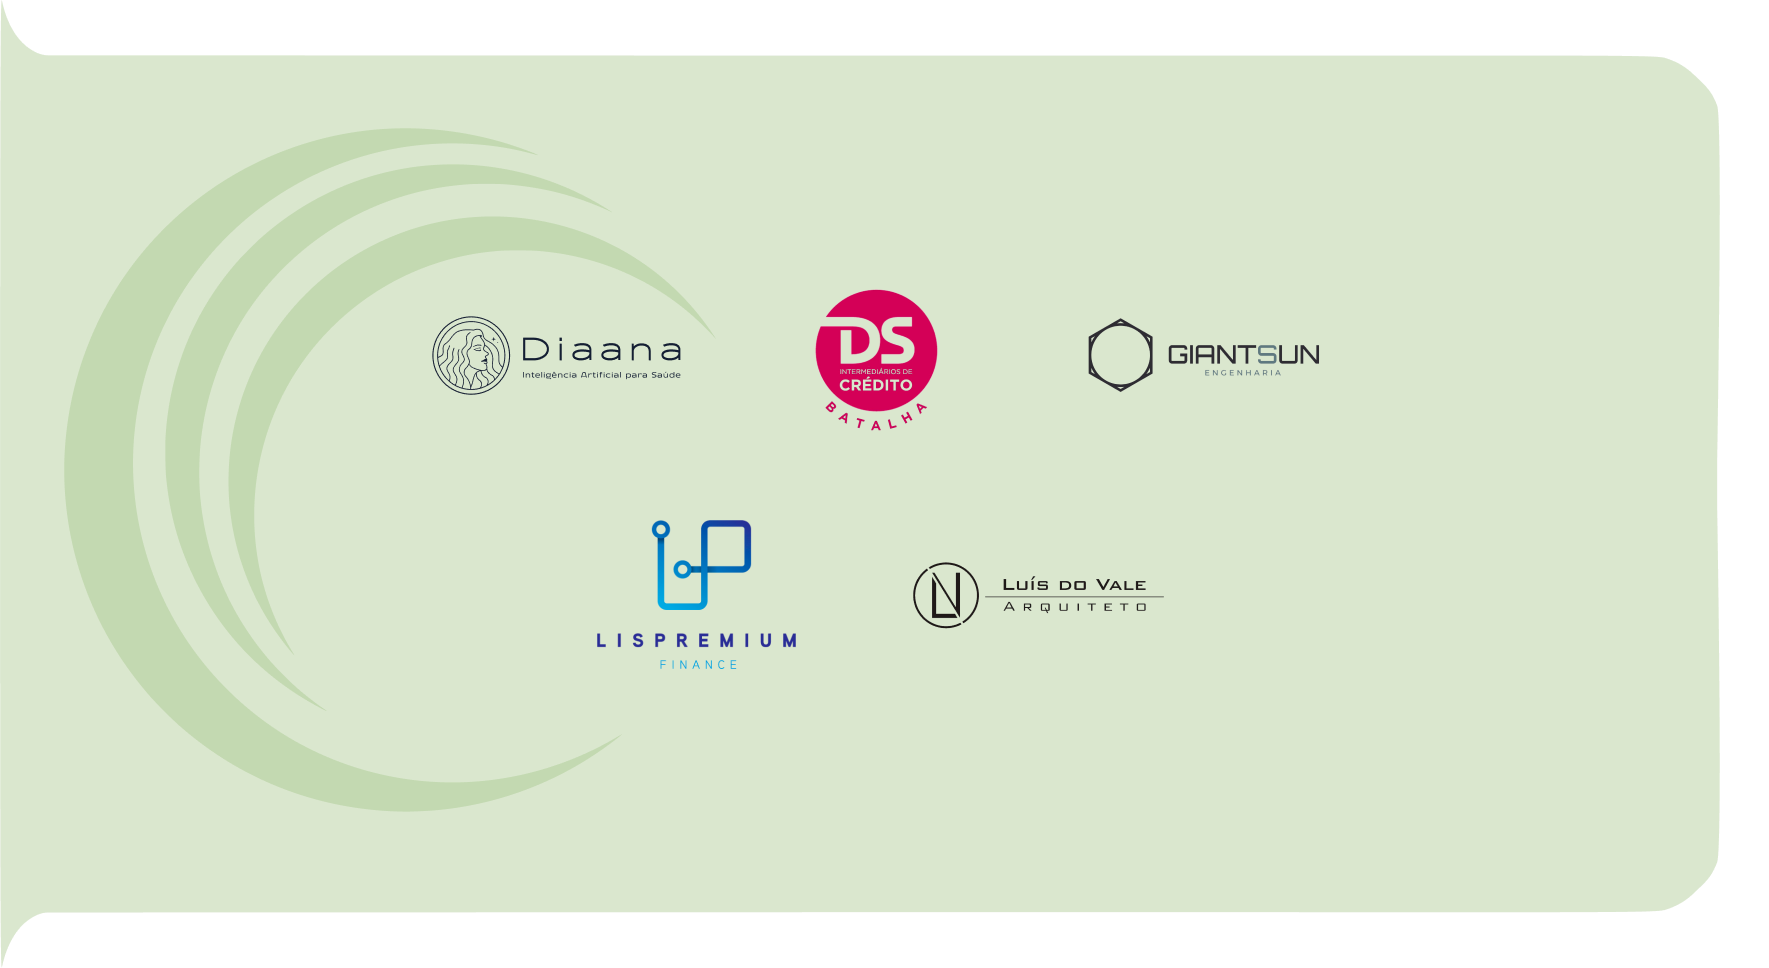 Diaana
Inteligência Artificial para Saúde
DS
INTERMEDIÁRIOS DE
CRÉDITO
BATALHA
GIANTSUN
ENGENHARIA
LISPREMIUM
FINANCE
LUÍS DO VALE
ARQUITETO